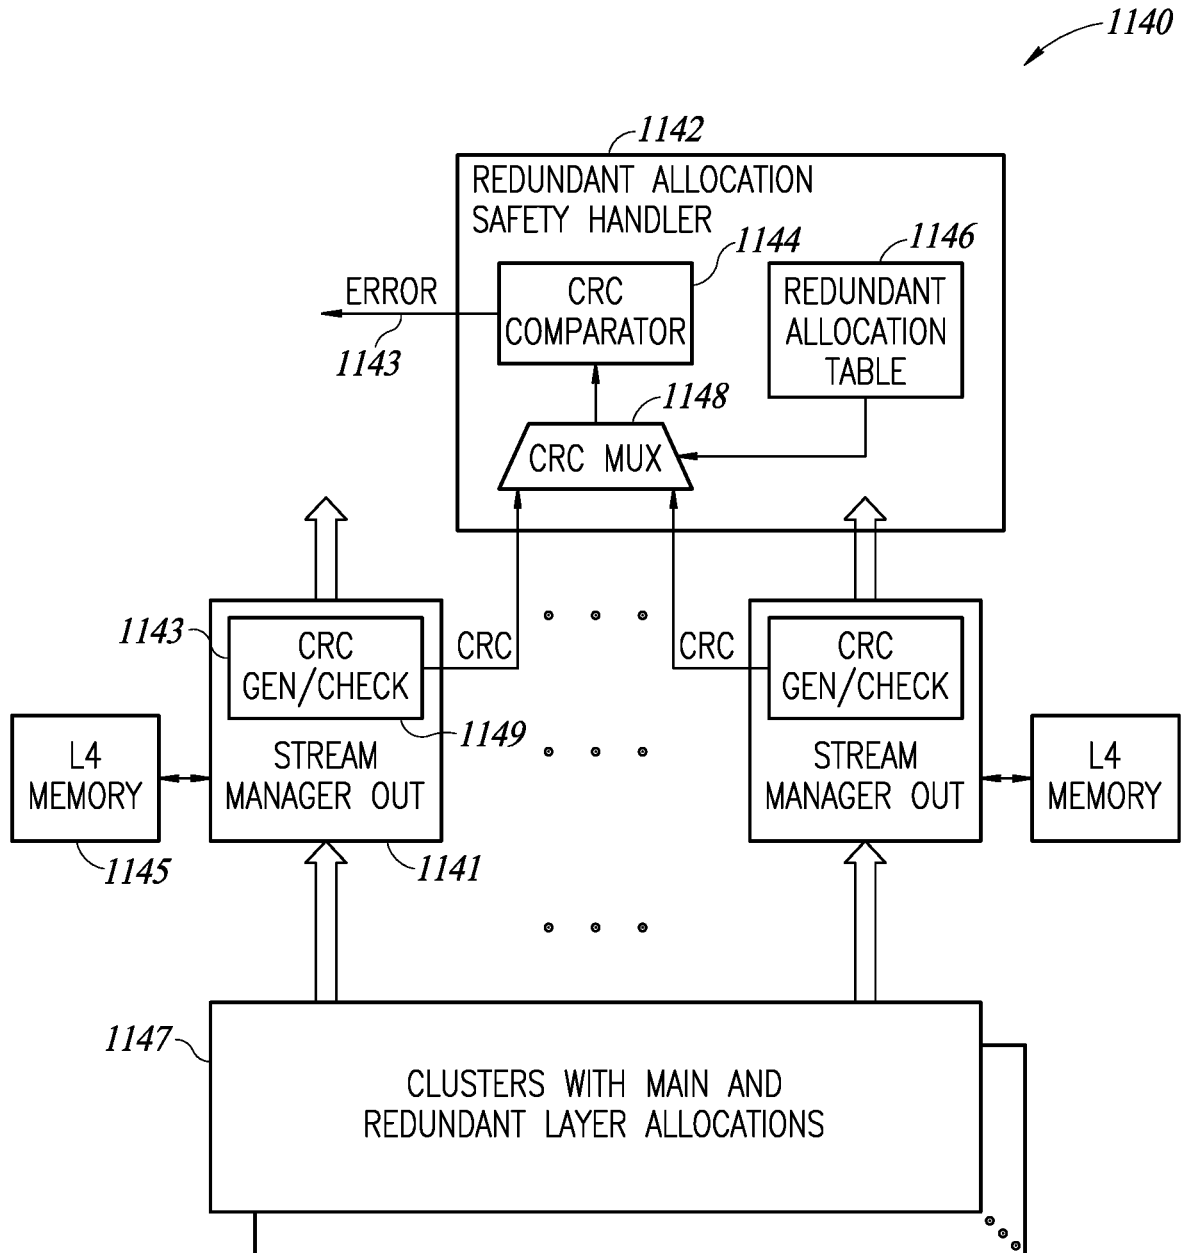 1140
1142
REDUNDANT ALLOCATION
SAFETY HANDLER
1144
1146
ERROR
1143
CRC
COMPARATOR
REDUNDANT
ALLOCATION
TABLE
1148
CRC MUX
1143
CRC
GEN/CHECK
CRC
CRC
CRC
GEN/CHECK
1149
L4
MEMORY
STREAM
MANAGER OUT
STREAM
MANAGER OUT
L4
MEMORY
1145
1141
1147
CLUSTERS WITH MAIN AND
REDUNDANT LAYER ALLOCATIONS